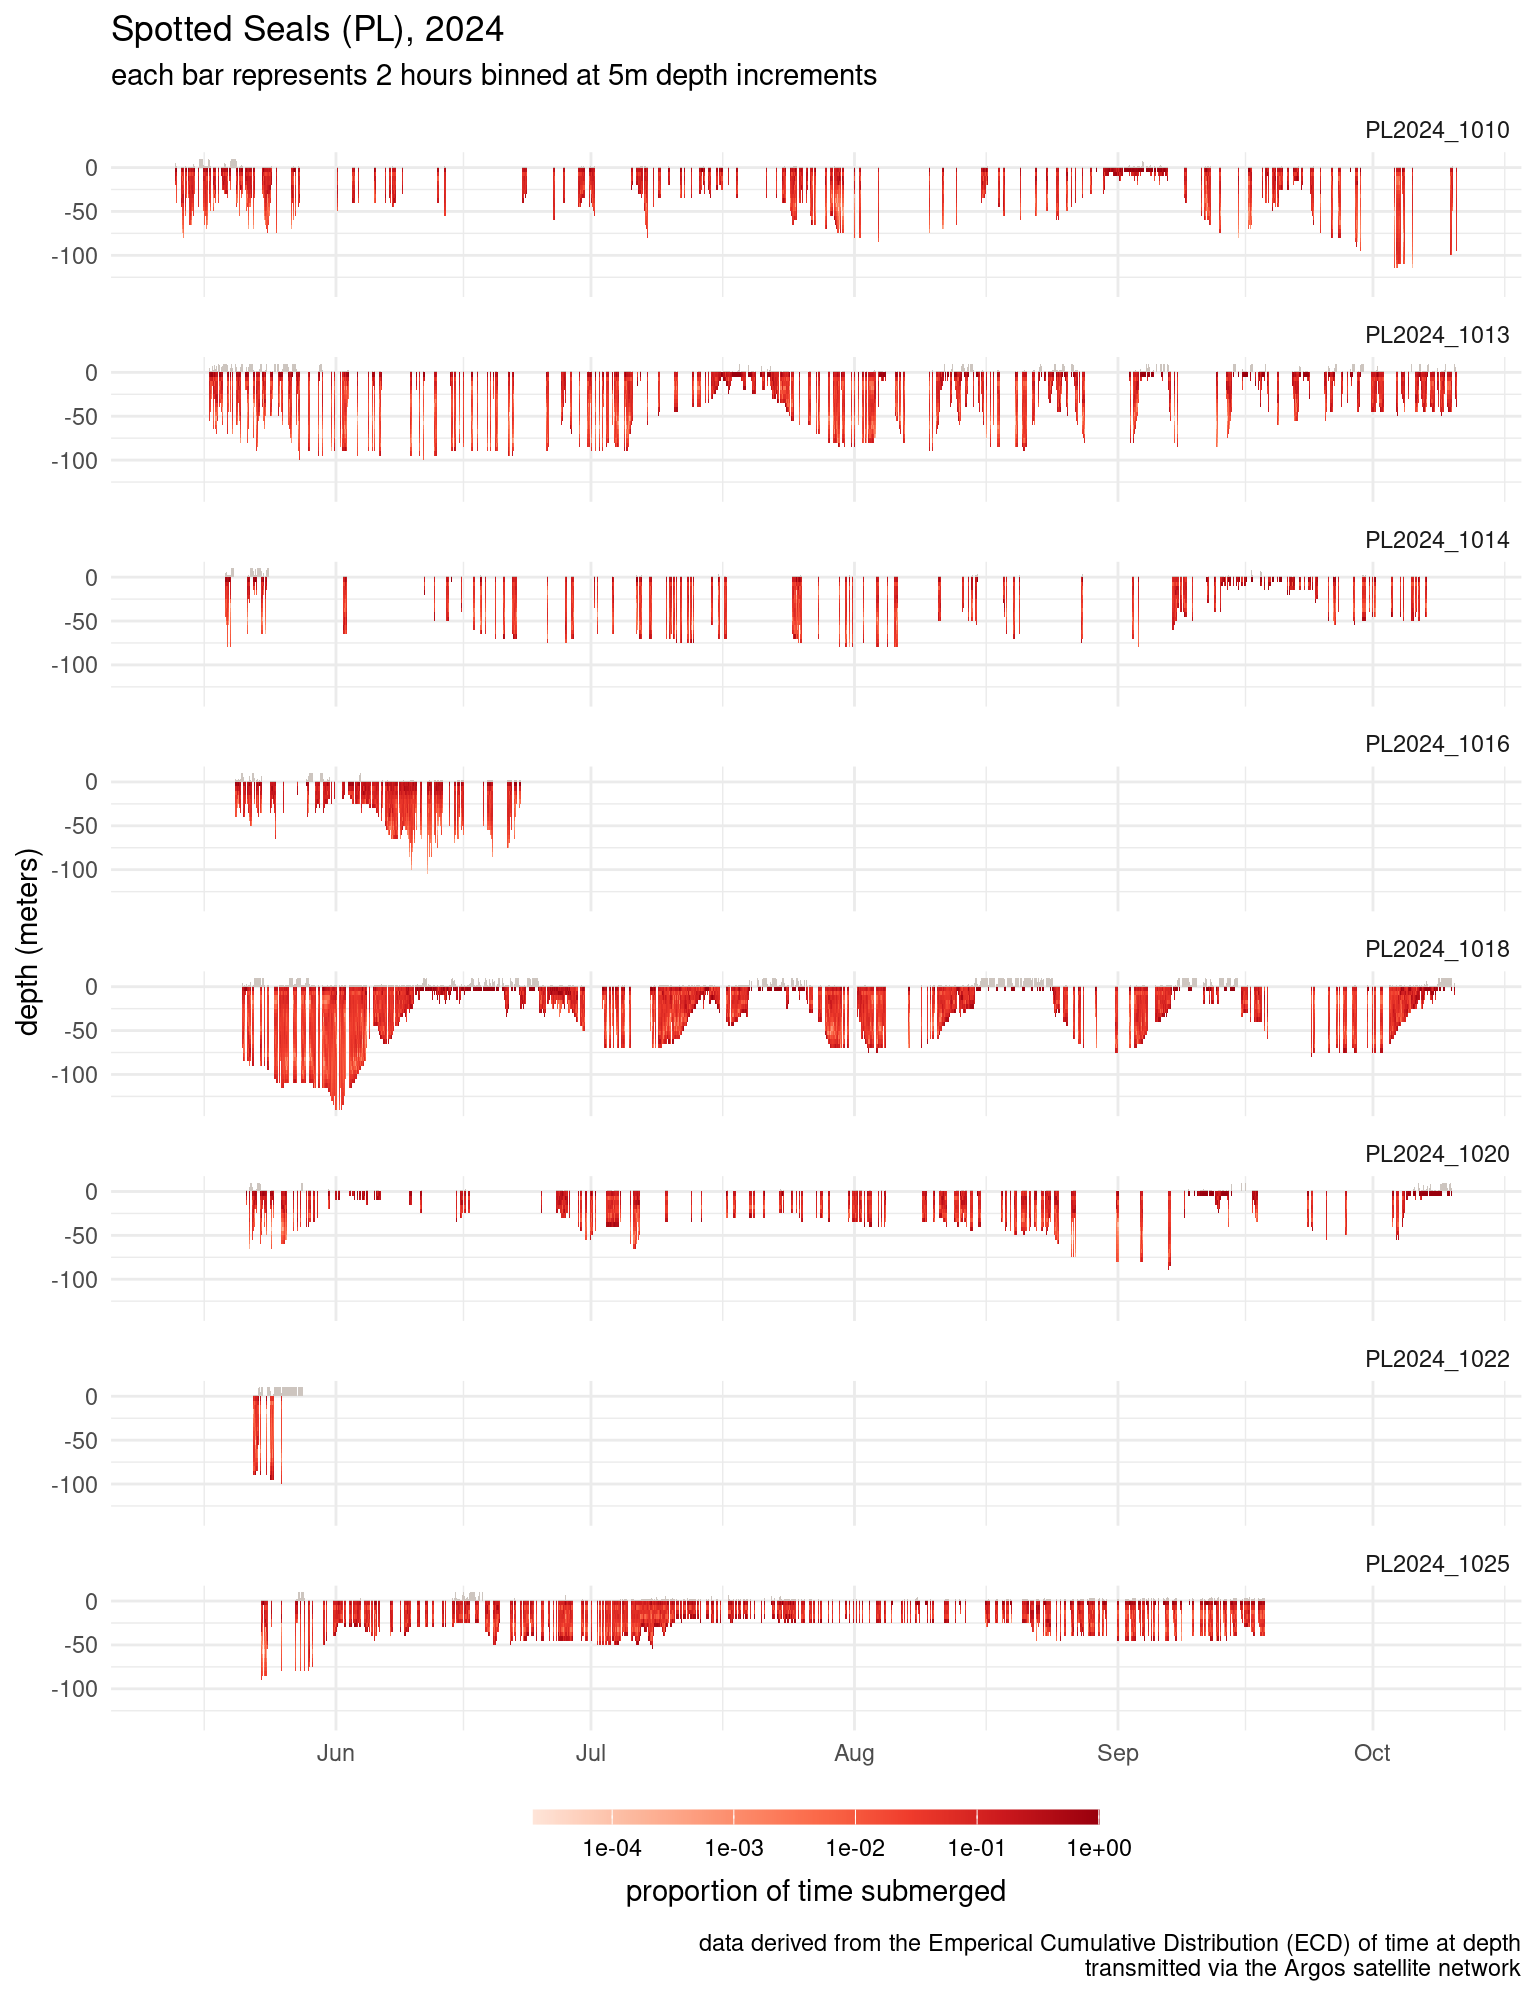 Spotted Seals (PL), 2024
each bar represents 2 hours binned at 5m depth increments
PL2024_1010
0
-50
-100
PL2024_1013
0
-50
-100
PL2024_1014
0
-50
-100
PL2024_1016
0
-50
-100
depth (meters)
PL2024_1018
0
-50
-100
PL2024_1020
0
-50
-100
PL2024_1022
0
-50
-100
PL2024_1025
0
-50
-100
Jun Jul Aug Sep Oct
1e-04 1e-03 1e-02 1e-01 1e+00
proportion of time submerged
data derived from the Emperical Cumulative Distribution (ECD) of time at depth
transmitted via the Argos satellite network